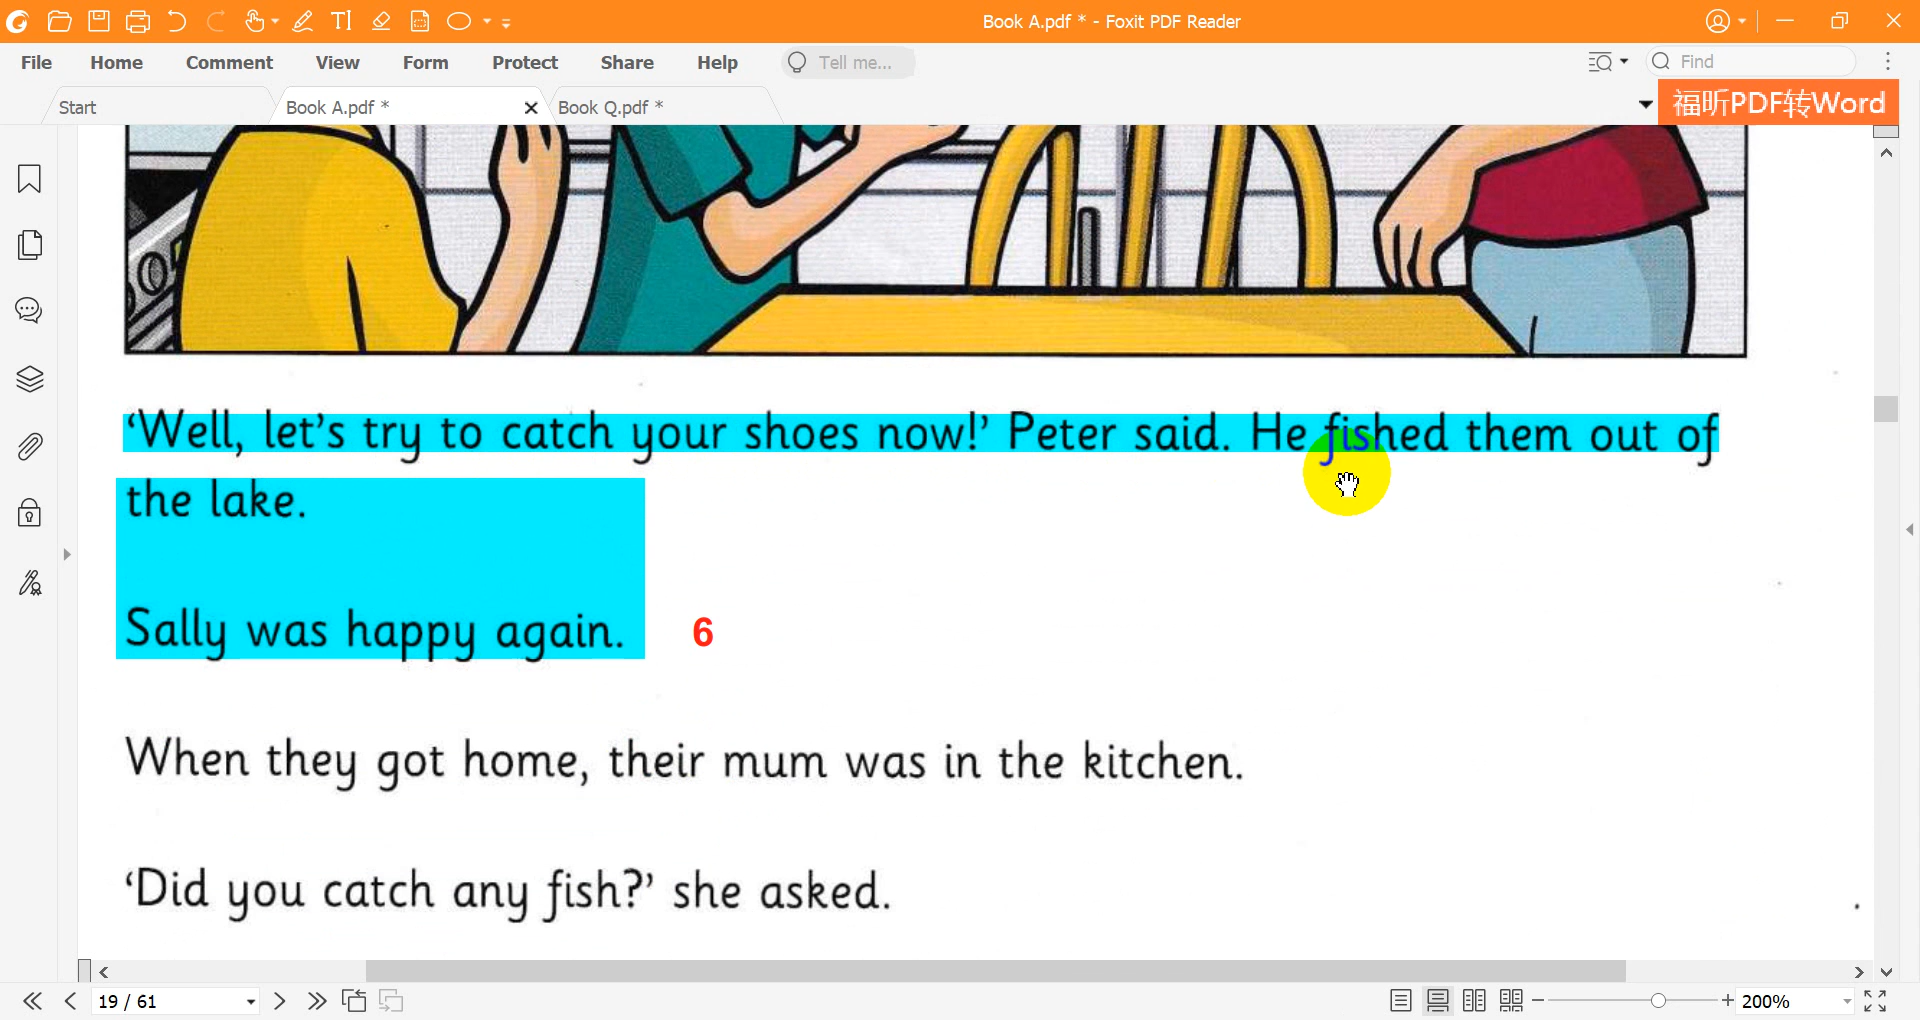 Book A.pdf * - Foxit PDF Reader
File Home Comment View Form Protect Share Help Tell me... Find
Start Book A.pdf * Book Q.pdf * 福昕PDF转Word
‘Well, let’s try to catch your shoes now!’ Peter said. He fished them out of
the lake.
Sally was happy again. 6
When they got home, their mum was in the kitchen.
‘Did you catch any fish?’ she asked.
19 / 61 200%